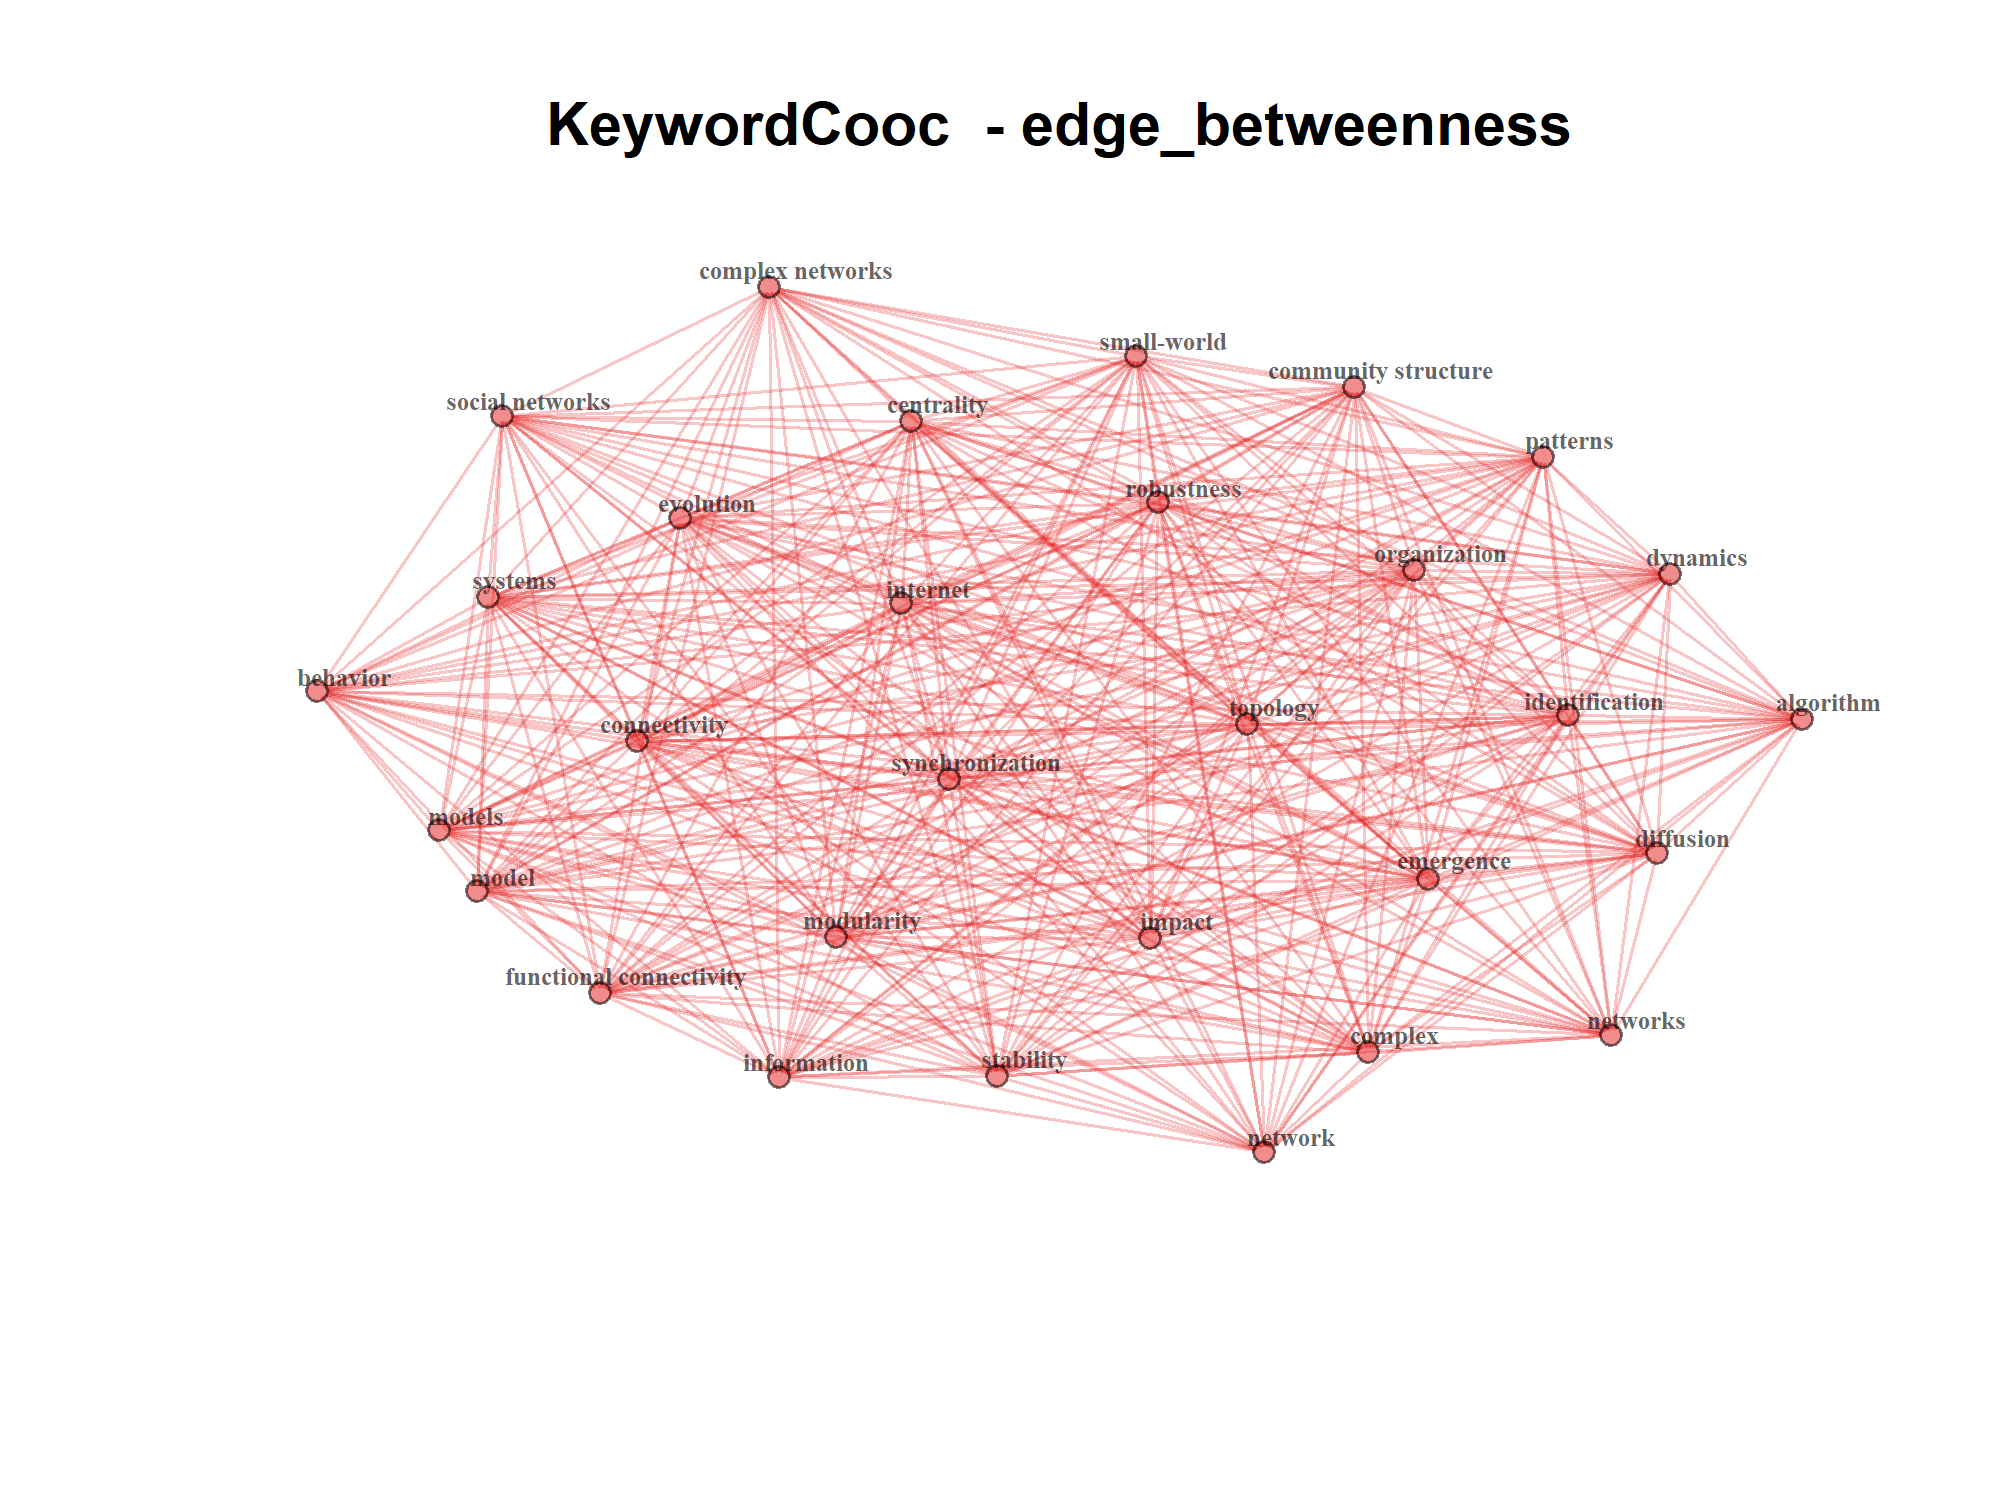 KeywordCooc - edge_betweenness
complex networks
small-world
community structure
social networks
centrality
patterns
robustness
evolution
organization
dynamics
systems
internet
behavior
identification
algorithm
topology
connectivity
synchronization
models
diffusion
emergence
model
modularity
impact
functional connectivity
networks
complex
stability
information
network